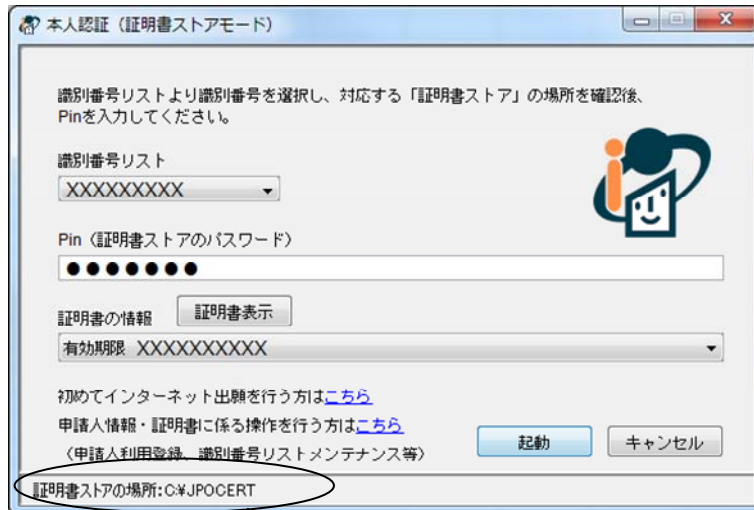 本人認証（証明書ストアモード）
識別番号リストより識別番号を選択し、対応する「証明書ストア」の場所を確認後、
Pinを入力してください。
識別番号リスト
XXXXXXXXX
Pin（証明書ストアのパスワード）
●●●●●●●
証明書の情報 証明書表示
有効期限 XXXXXXXXXX
初めてインターネット出願を行う方はこちら
申請人情報・証明書に係る操作を行う方はこちら
（申請人利用登録、識別番号リストメンテナンス等）
起動 キャンセル
証明書ストアの場所:C:¥JPOCERT